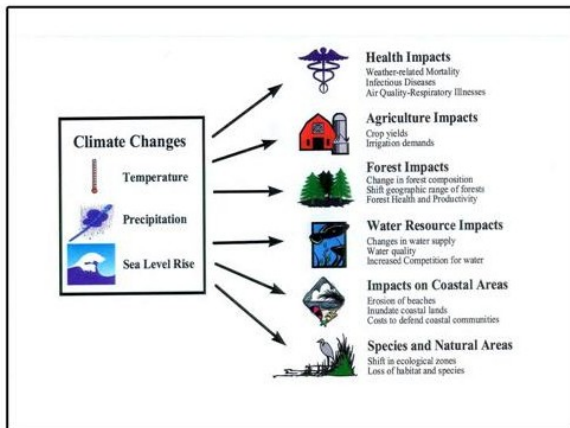 Climate Changes
Temperature
Precipitation
Sea Level Rise
Health Impacts
Weather-related Mortality
Infectious Diseases
Air Quality-Respiratory Illnesses
Agriculture Impacts
Crop yields
Irrigation demands
Forest Impacts
Change in forest composition
Shift geographic range of forests
Forest Health and Productivity
Water Resource Impacts
Changes in water supply
Water quality
Increased Competition for water
Impacts on Coastal Areas
Erosion of beaches
Inundate coastal lands
Costs to defend coastal communities
Species and Natural Areas
Shift in ecological zones
Loss of habitat and species